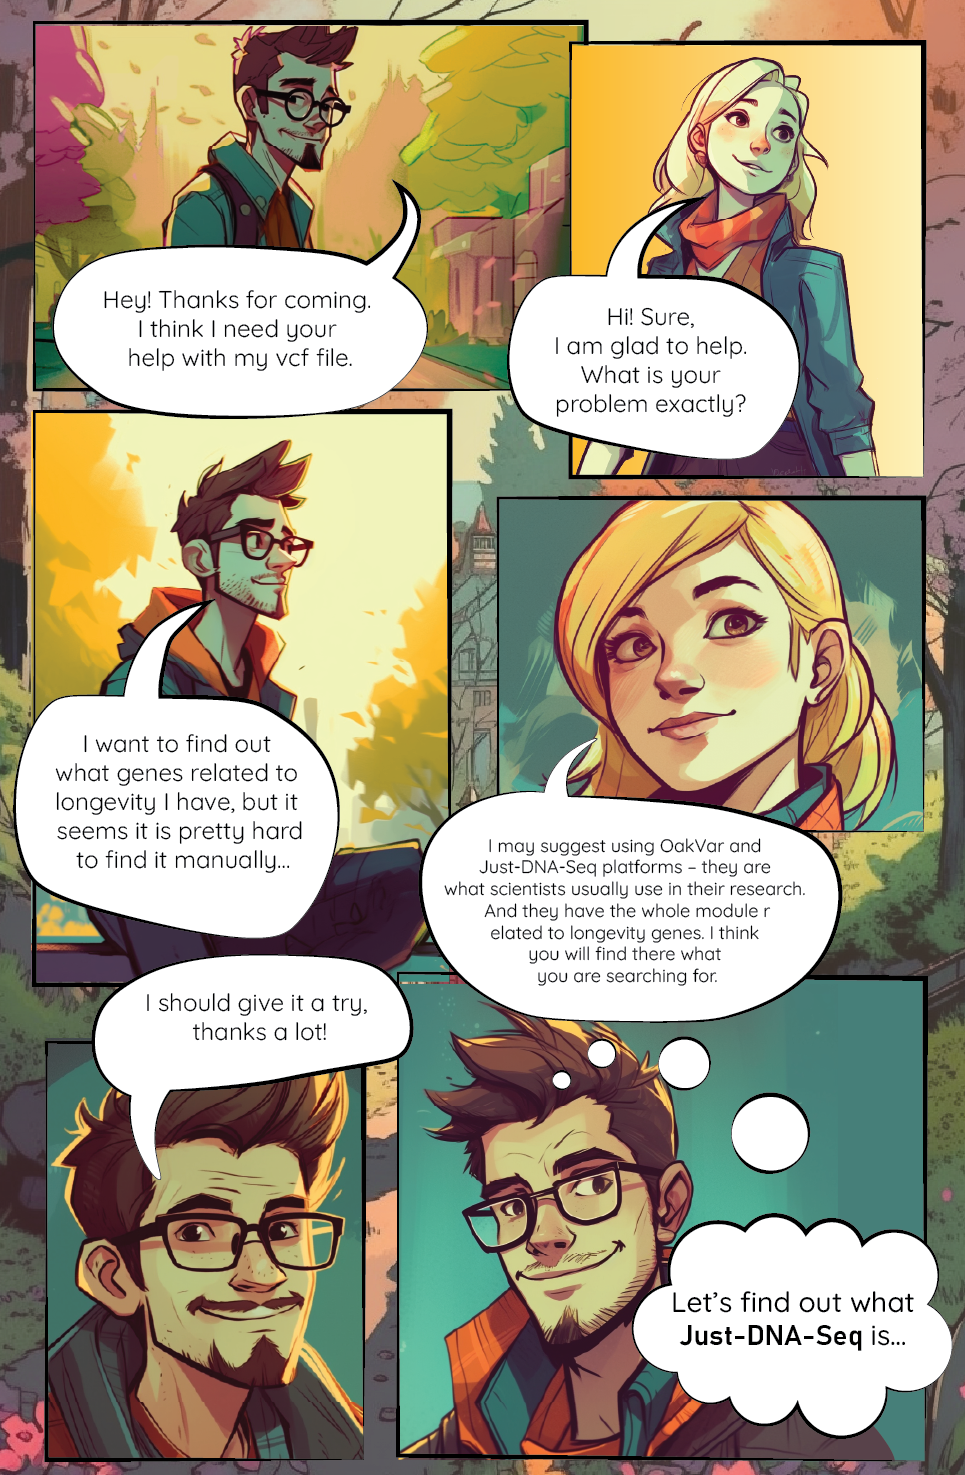 Hey! Thanks for coming.
I think I need your
help with my vcf file.
Hi! Sure,
I am glad to help.
What is your
problem exactly?
I want to find out
what genes related to
longevity I have, but it
seems it is pretty hard
to find it manually...
I may suggest using OakVar and
Just-DNA-Seq platforms – they are
what scientists usually use in their research.
And they have the whole module r
elated to longevity genes. I think
you will find there what
you are searching for.
I should give it a try,
thanks a lot!
Let's find out what
Just-DNA-Seq is...